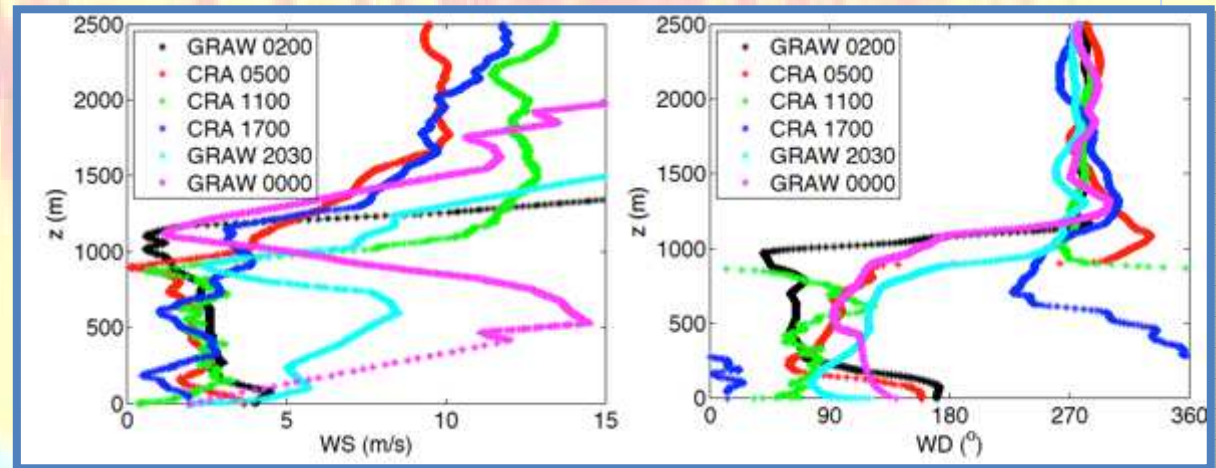 2500
2000
1500
1000
500
0
z (m)
GRAW 0200
CRA 0500
CRA 1100
CRA 1700
GRAW 2030
GRAW 0000
0
5
10
15
WS (m/s)
2500
2000
1500
1000
500
0
z (m)
GRAW 0200
CRA 0500
CRA 1100
CRA 1700
GRAW 2030
GRAW 0000
0
90
180
270
360
WD (°)